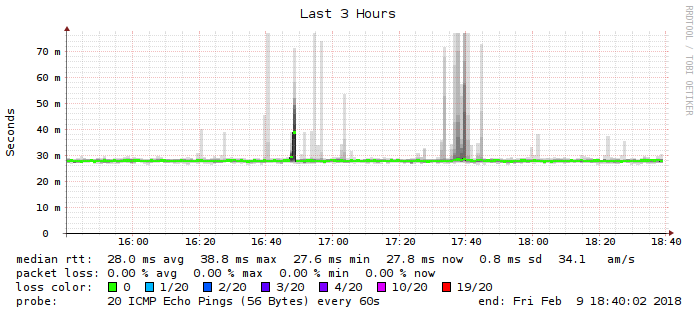 Last 3 Hours
RRDTOOL / TOBI OETIKER
Seconds
70 m
60 m
50 m
40 m
30 m
20 m
10 m
0
16:00 16:20 16:40 17:00 17:20 17:40 18:00 18:20 18:40
median rtt: 28.0 ms avg 38.8 ms max 27.6 ms min 27.8 ms now 0.8 ms sd 34.1 am/s
packet loss: 0.00 % avg 0.00 % max 0.00 % min 0.00 % now
loss color: 0 1/20 2/20 3/20 4/20 10/20 19/20
probe: 20 ICMP Echo Pings (56 Bytes) every 60s end: Fri Feb 9 18:40:02 2018